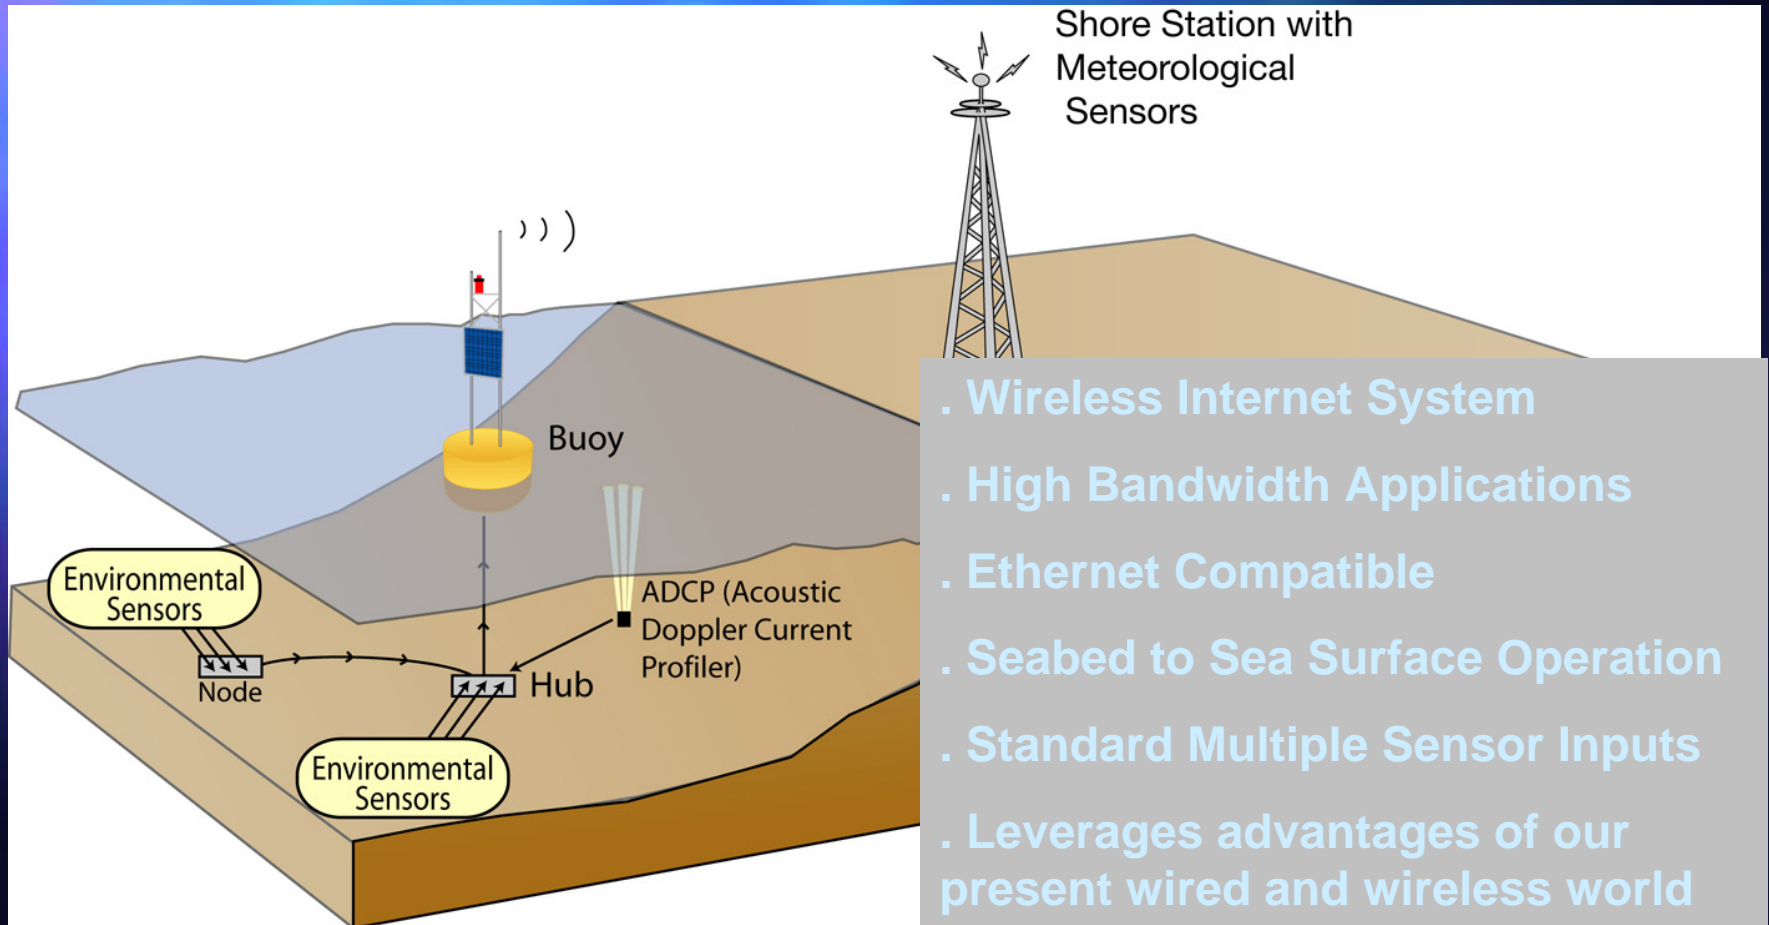 Shore Station with
Meteorological
Sensors
Buoy
Environmental
Sensors
ADCP (Acoustic
Doppler Current
Profiler)
Node
Hub
Environmental
Sensors
. Wireless Internet System
. High Bandwidth Applications
. Ethernet Compatible
. Seabed to Sea Surface Operation
. Standard Multiple Sensor Inputs
. Leverages advantages of our
present wired and wireless world